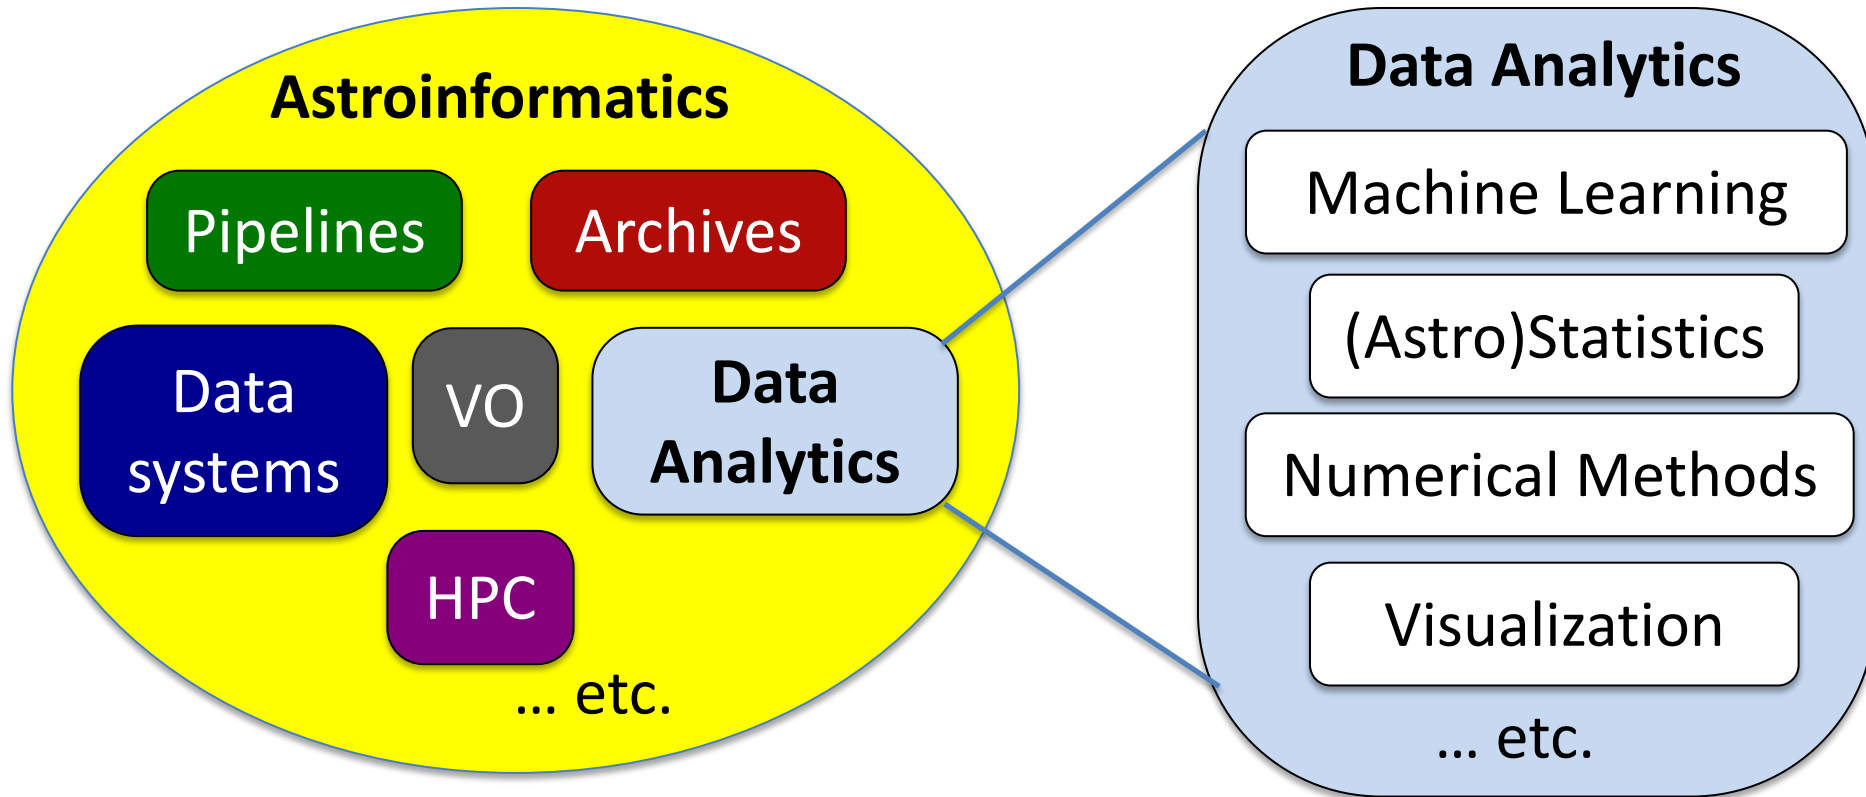 Astroinformatics
Pipelines
Archives
Data
systems
VO
Data
Analytics
HPC
... etc.
Data Analytics
Machine Learning
(Astro)Statistics
Numerical Methods
Visualization
... etc.